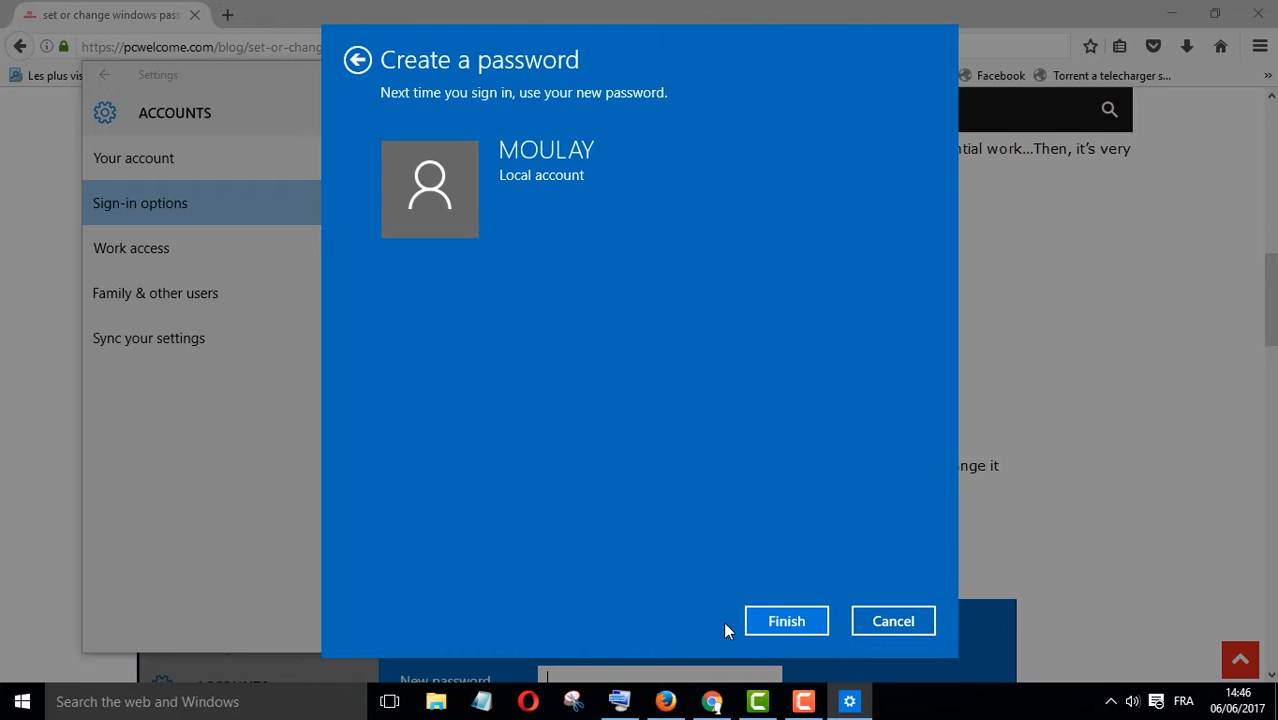 set or change windows pass
https://pcwelcome.com/blog/set-or-chang
Les plus vis
Facebook
Torrent a telecharger s...
»
Settings
ACCOUNTS
Your account
Sign-in options
Work access
Family & other users
Sync your settings
Create a password
Next time you sign in, use your new password.
MOULAY
Local account
Finish
Cancel
ntial work...Then, it's very
nge it
New password
Search the web and Windows
FRA
14:46
06/06/2017